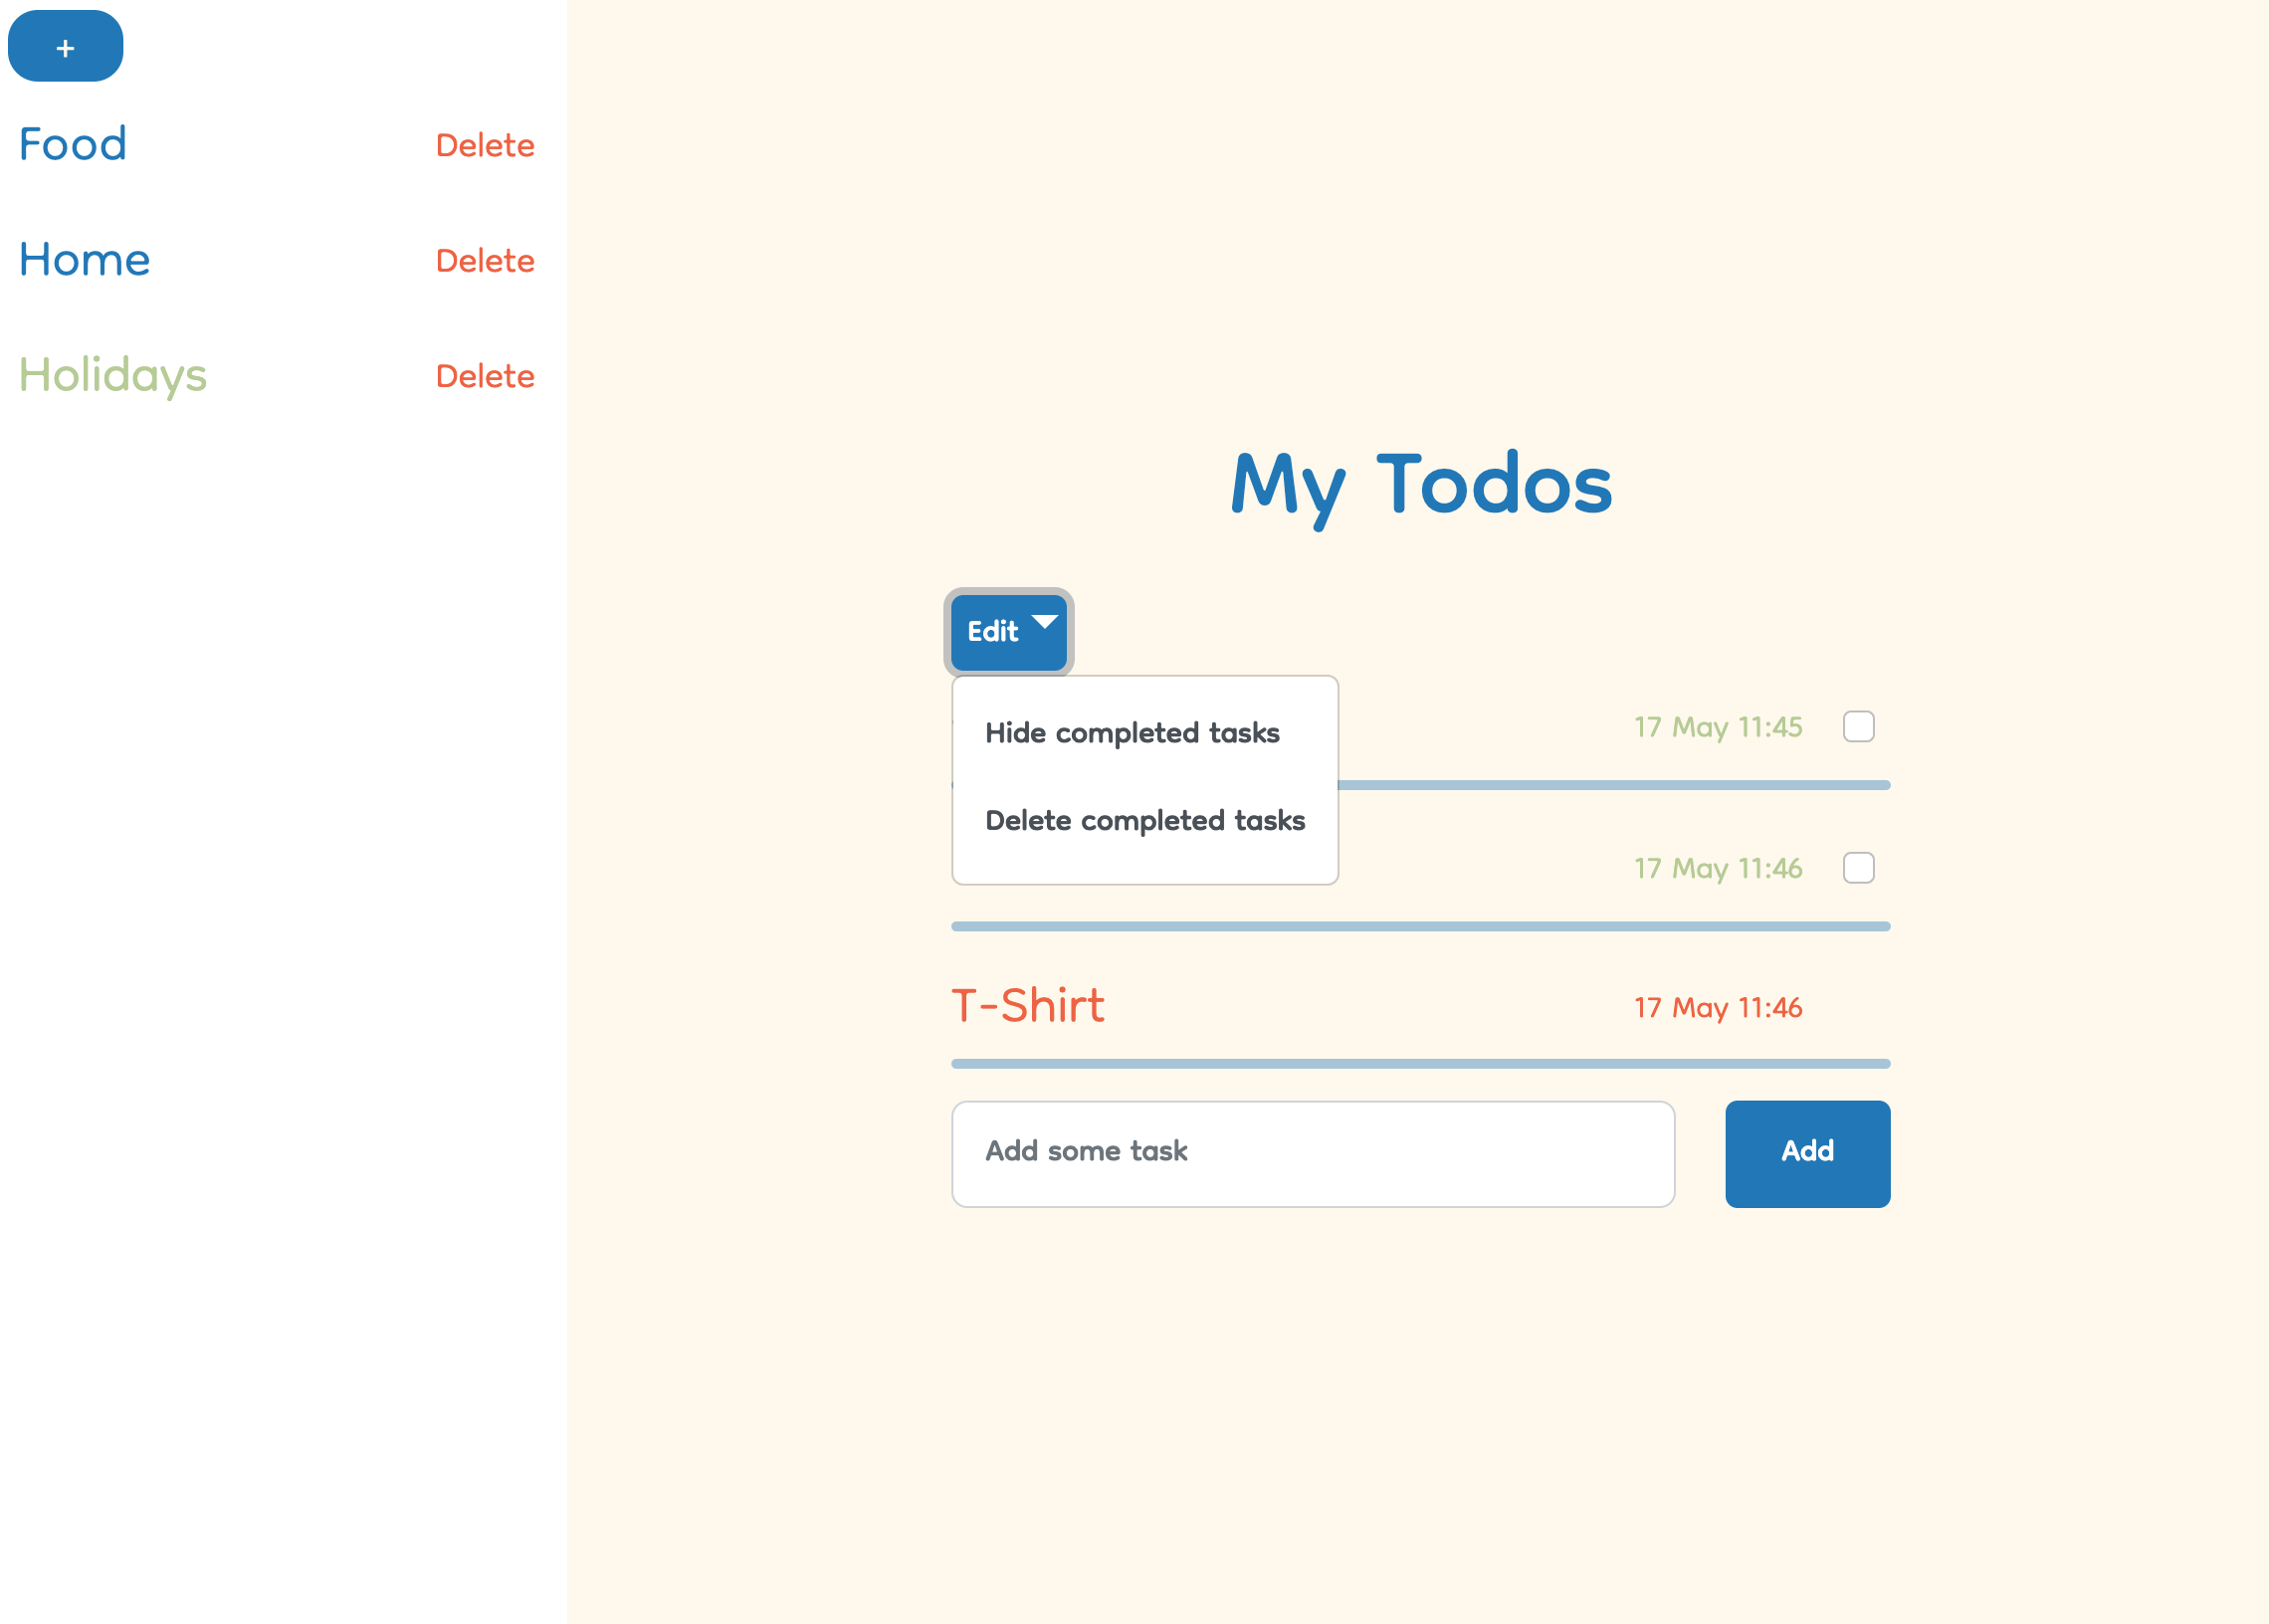 +
Food Delete
Home Delete
Holidays Delete
My Todos
Edit
Hide completed tasks
17 May 11:45
Delete completed tasks
17 May 11:46
T-Shirt 17 May 11:46
Add some task Add